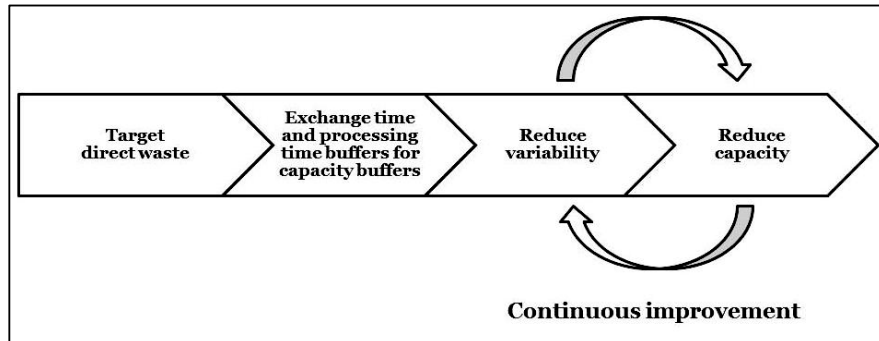 Target
direct waste
Exchange time
and processing
time buffers for
capacity buffers
Reduce
variability
Reduce
capacity
Continuous improvement